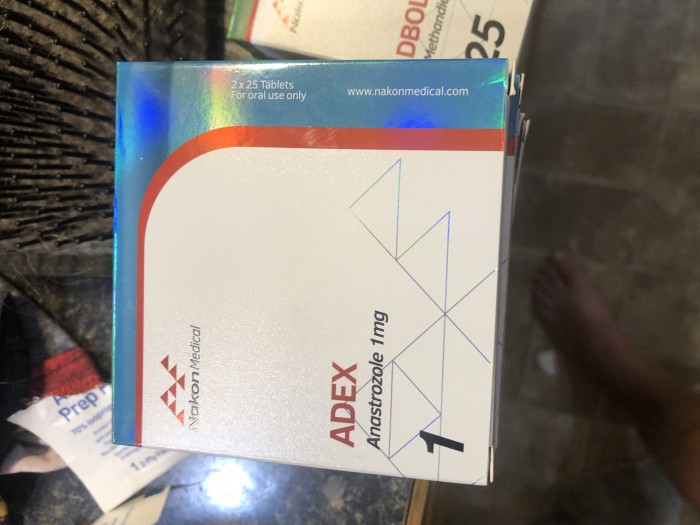 2 x 25 Tablets
For oral use only
www.nakonmedical.com
Nakon Medical
ADEX
Anastrozole 1mg
1
DBOL
25
Prep
70%